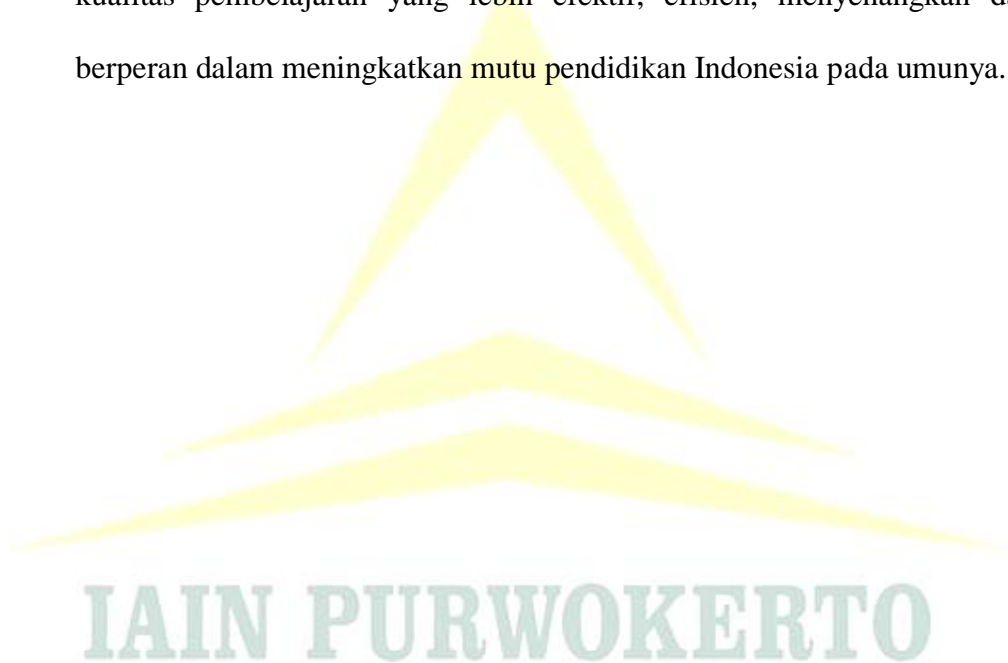 kualitas pembelajaran yang lebih efektif, efisien, menyenangkan
berperan dalam meningkatkan mutu pendidikan Indonesia pada umunya.
IAIN PURWOKERTO